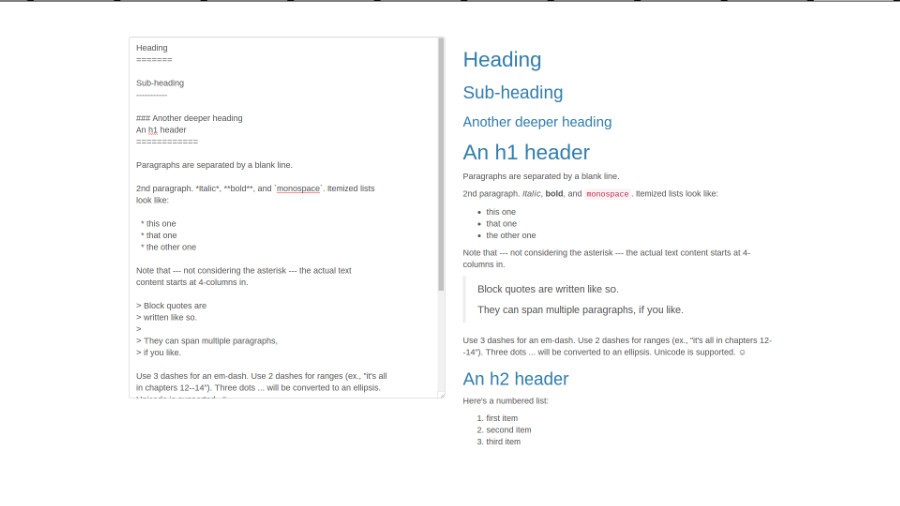 Heading
=======
Sub-heading
-----------
### Another deeper heading
An h1 header
============
Paragraphs are separated by a blank line.
2nd paragraph. *Italic*, **bold**, and `monospace`. Itemized lists
look like:
* this one
* that one
* the other one
Note that --- not considering the asterisk --- the actual text
content starts at 4-columns in.
> Block quotes are
> written like so.
>
> They can span multiple paragraphs,
> if you like.
Use 3 dashes for an em-dash. Use 2 dashes for ranges (ex., "it's all
in chapters 12--14"). Three dots ... will be converted to an ellipsis.
Unicode is supported. ☺
Heading
Sub-heading
Another deeper heading
An h1 header
Paragraphs are separated by a blank line.
2nd paragraph. Italic, bold, and monospace. Itemized lists look like:
• this one
• that one
• the other one
Note that --- not considering the asterisk --- the actual text content starts at 4-
columns in.
Block quotes are written like so.
They can span multiple paragraphs, if you like.
Use 3 dashes for an em-dash. Use 2 dashes for ranges (ex., "it's all in chapters 12-
-14"). Three dots ... will be converted to an ellipsis. Unicode is supported. ☺
An h2 header
Here's a numbered list:
1. first item
2. second item
3. third item